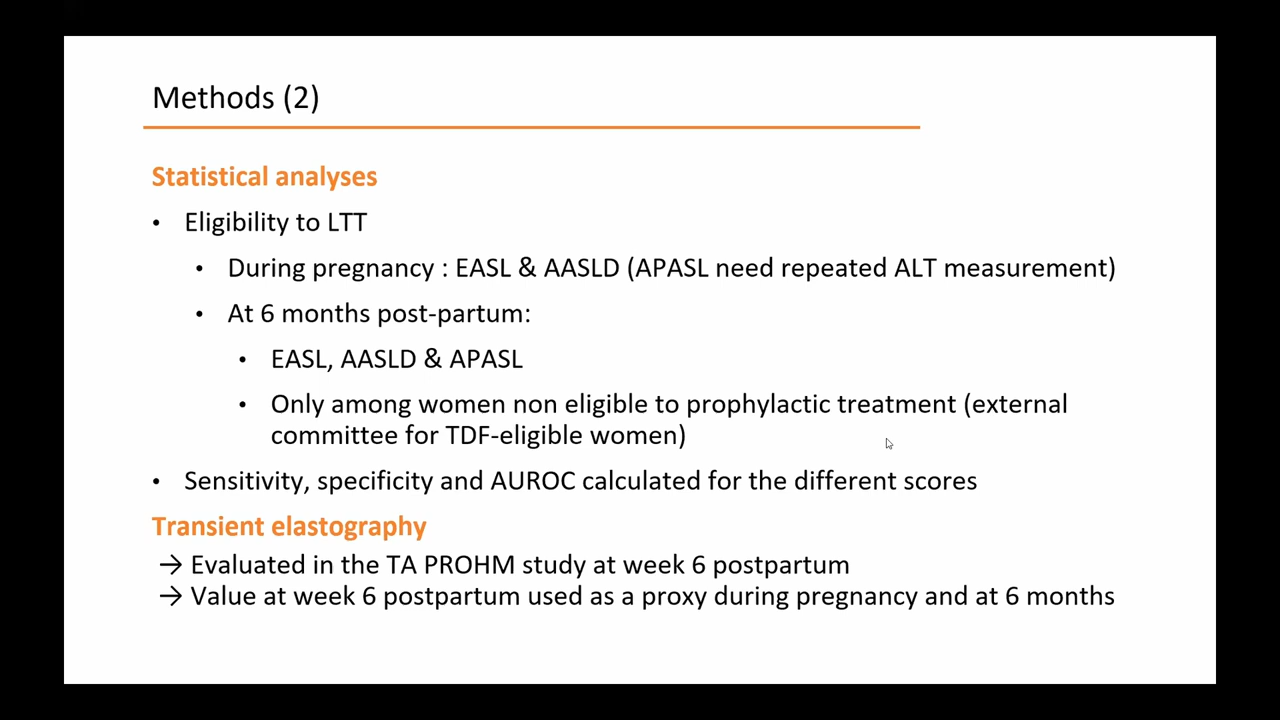 Methods (2)
Statistical analyses
• Eligibility to LTT
• During pregnancy : EASL & AASLD (APASL need repeated ALT measurement)
• At 6 months post-partum:
• EASL, AASLD & APASL
• Only among women non eligible to prophylactic treatment (external
committee for TDF-eligible women)
• Sensitivity, specificity and AUROC calculated for the different scores
Transient elastography
→ Evaluated in the TA PROHM study at week 6 postpartum
→ Value at week 6 postpartum used as a proxy during pregnancy and at 6 months